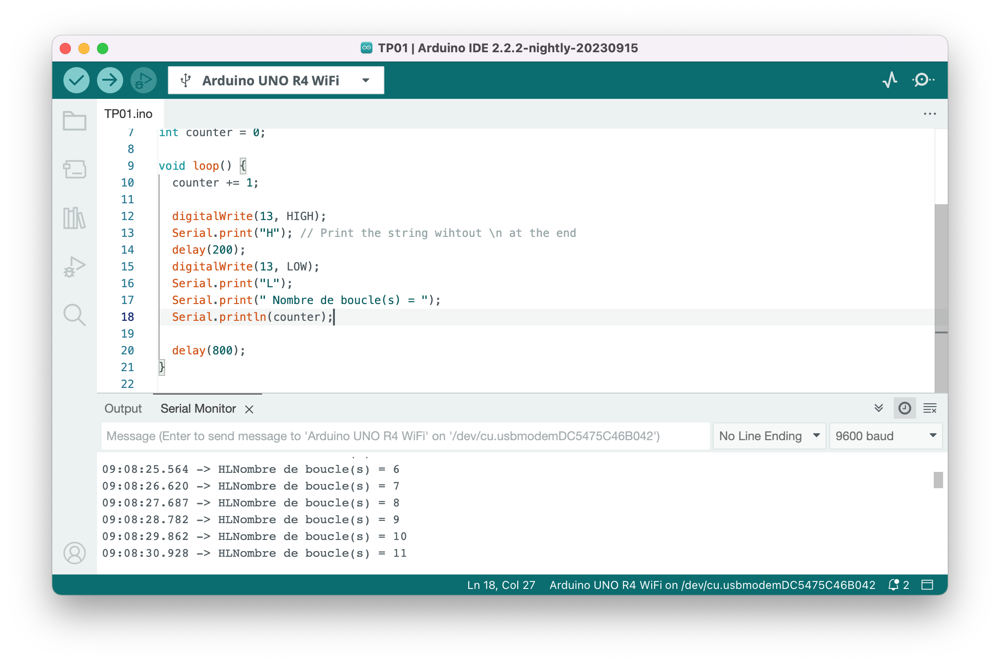 TP01 | Arduino IDE 2.2.2-nightly-20230915
Arduino UNO R4 WiFi
TP01.ino
7 int counter = 0;
8
9 void loop() {
10 counter += 1;
11
12 digitalWrite(13, HIGH);
13 Serial.print("H"); // Print the string wihtout \n at the end
14 delay(200);
15 digitalWrite(13, LOW);
16 Serial.print("L");
17 Serial.print(" Nombre de boucle(s) = ");
18 Serial.println(counter);
19
20 delay(800);
21 }
22
Output Serial Monitor
Message (Enter to send message to 'Arduino UNO R4 WiFi' on '/dev/cu.usbmodemDC5475C46B042') No Line Ending 9600 baud
09:08:25.564 -> HLNombre de boucle(s) = 6
09:08:26.620 -> HLNombre de boucle(s) = 7
09:08:27.687 -> HLNombre de boucle(s) = 8
09:08:28.782 -> HLNombre de boucle(s) = 9
09:08:29.862 -> HLNombre de boucle(s) = 10
09:08:30.928 -> HLNombre de boucle(s) = 11
Ln 18, Col 27 Arduino UNO R4 WiFi on /dev/cu.usbmodemDC5475C46B042 2